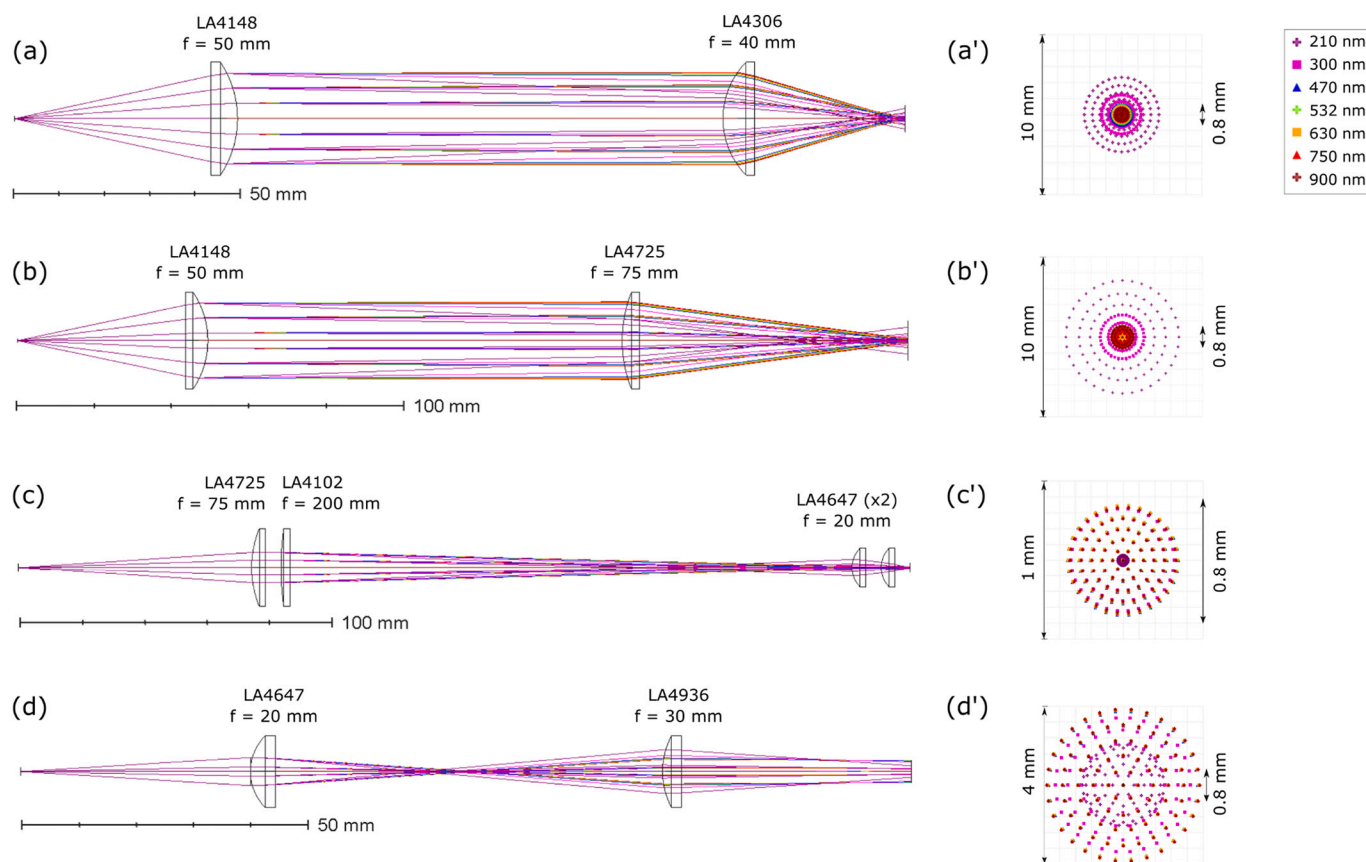 LA4148
f = 50 mm
LA4306
f = 40 mm
(a)
50 mm
(a')
10 mm
0.8 mm
210 nm
300 nm
470 nm
532 nm
630 nm
750 nm
900 nm
(b)
LA4148
f = 50 mm
LA4725
f = 75 mm
100 mm
(b')
10 mm
0.8 mm
(c)
LA4725
f = 75 mm
LA4102
f = 200 mm
LA4647 (x2)
f = 20 mm
100 mm
(c')
1 mm
0.8 mm
(d)
LA4647
f = 20 mm
LA4936
f = 30 mm
50 mm
(d')
4 mm
0.8 mm